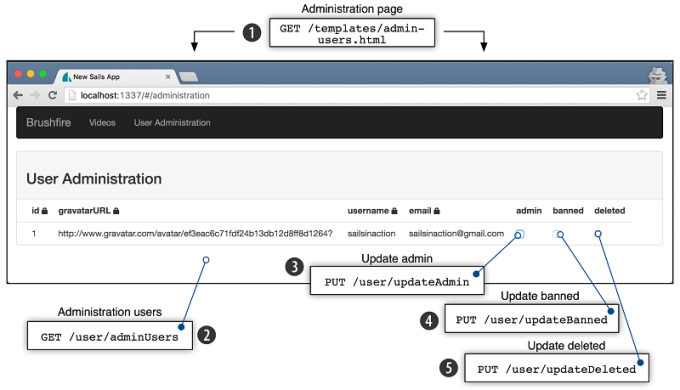 Administration page
1
GET /templates/admin-
users.html
New Sails App
localhost:1337/#/administration
Brushfire Videos User Administration
User Administration
id gravatarURL username email admin banned deleted
1 http://www.gravatar.com/avatar/ef3eac6c71fdf24b13db12d8ff8d1264? sailsinaction sailsinaction@gmail.com
Update admin
3 PUT /user/updateAdmin
Update banned
4 PUT /user/updateBanned
Administration users
GET /user/adminUsers 2
Update deleted
5 PUT /user/updateDeleted